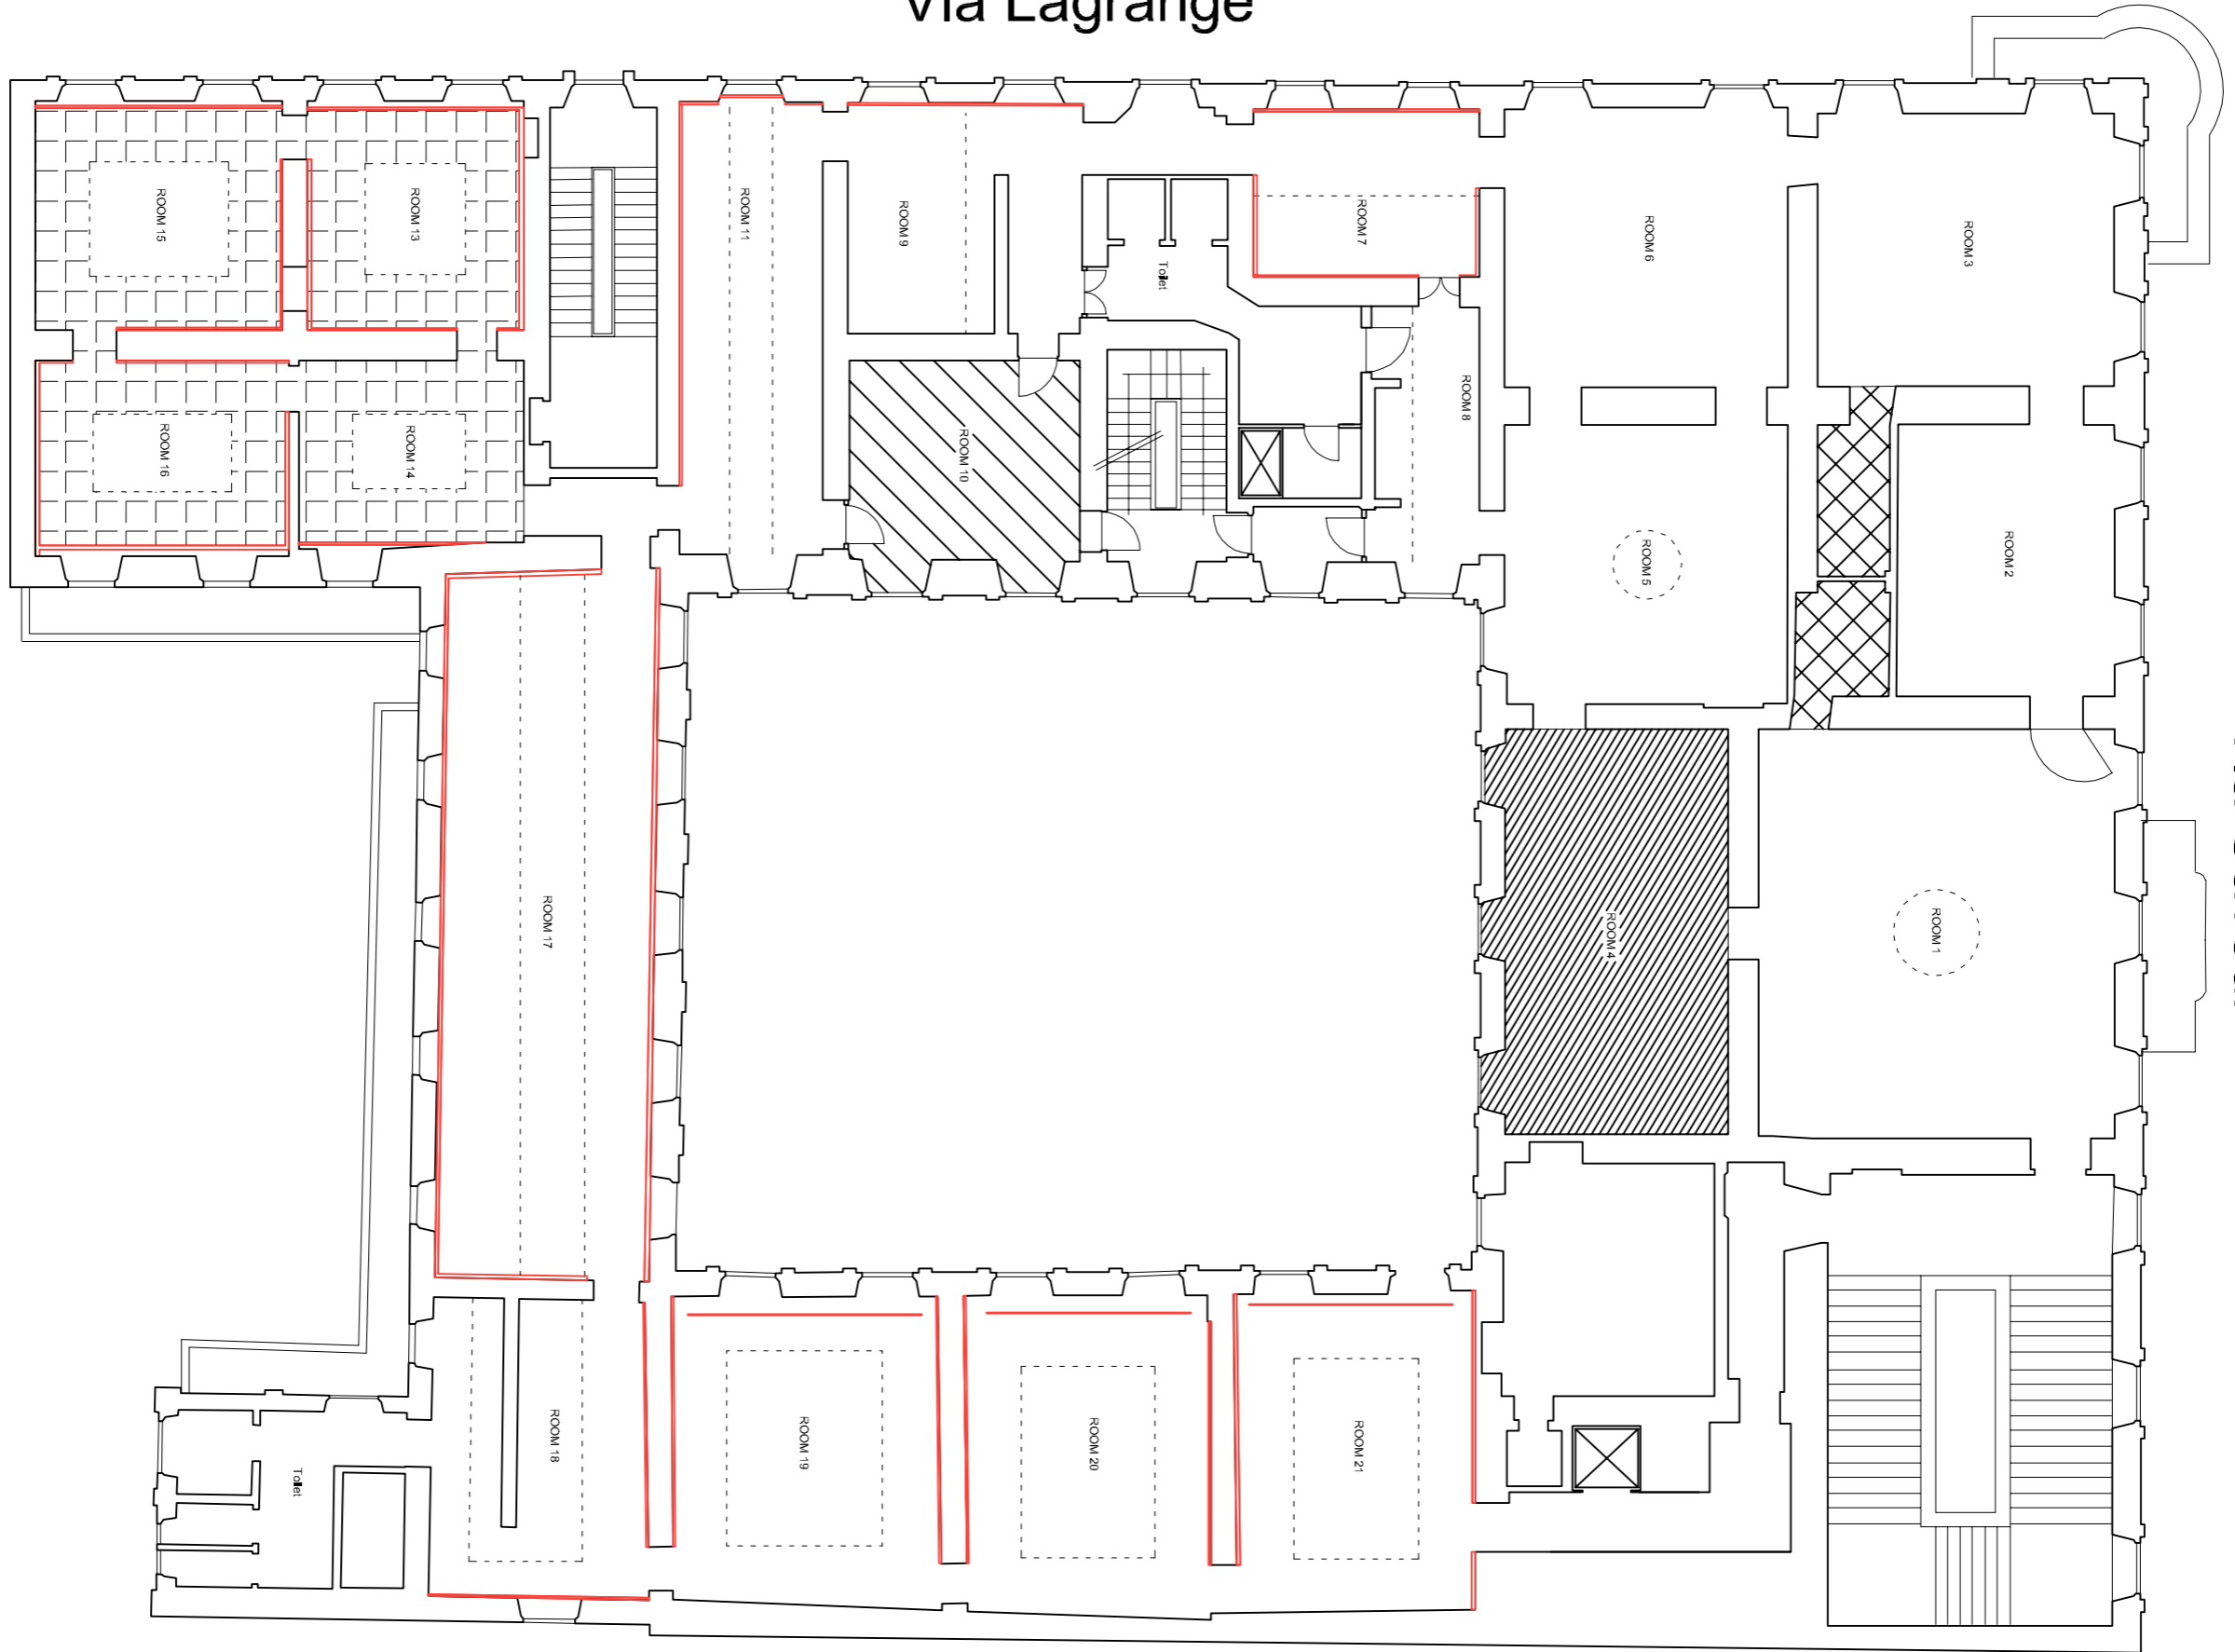 Via Lagrange
ROOM 15
ROOM 13
ROOM 11
ROOM 9
Toilet
ROOM 7
ROOM 6
ROOM 3
ROOM 16
ROOM 14
ROOM 10
ROOM 8
ROOM 5
ROOM 2
ROOM 17
ROOM 4
ROOM 1
ROOM 18
ROOM 19
ROOM 20
ROOM 21
Toilet